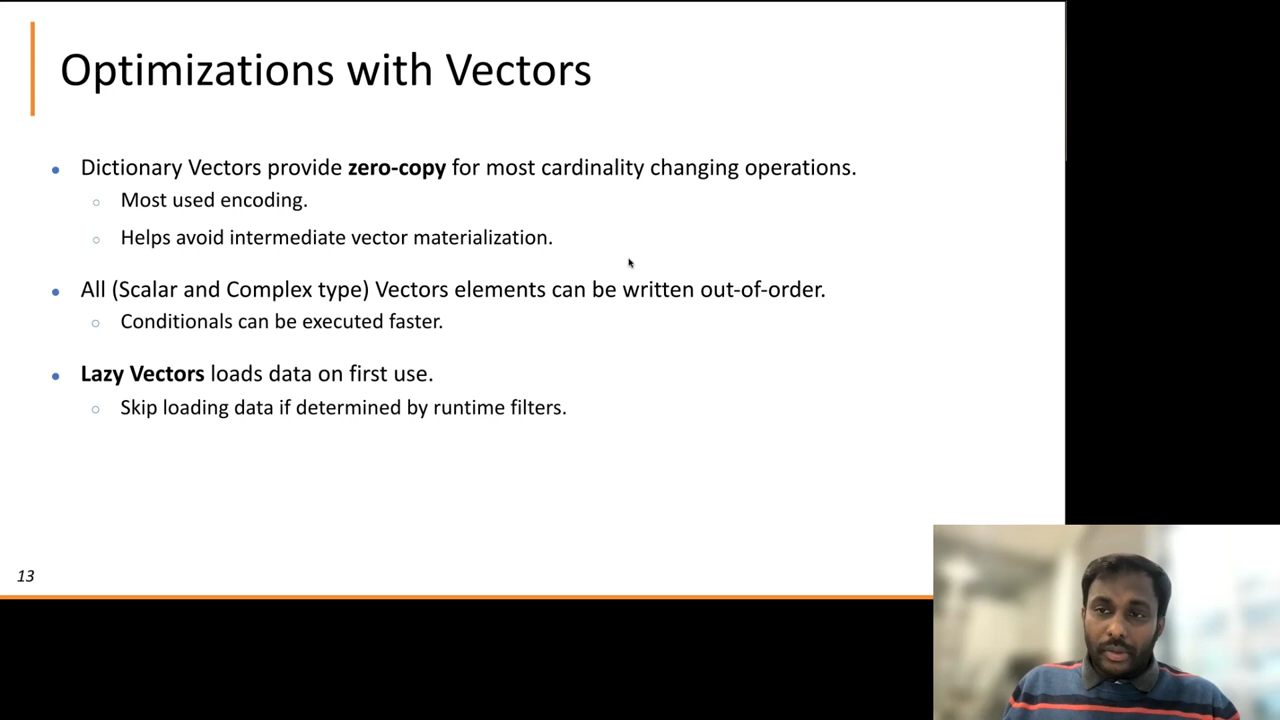 Optimizations with Vectors
Dictionary Vectors provide zero-copy for most cardinality changing operations.
Most used encoding.
Helps avoid intermediate vector materialization.
All (Scalar and Complex type) Vectors elements can be written out-of-order.
Conditionals can be executed faster.
Lazy Vectors loads data on first use.
Skip loading data if determined by runtime filters.
13